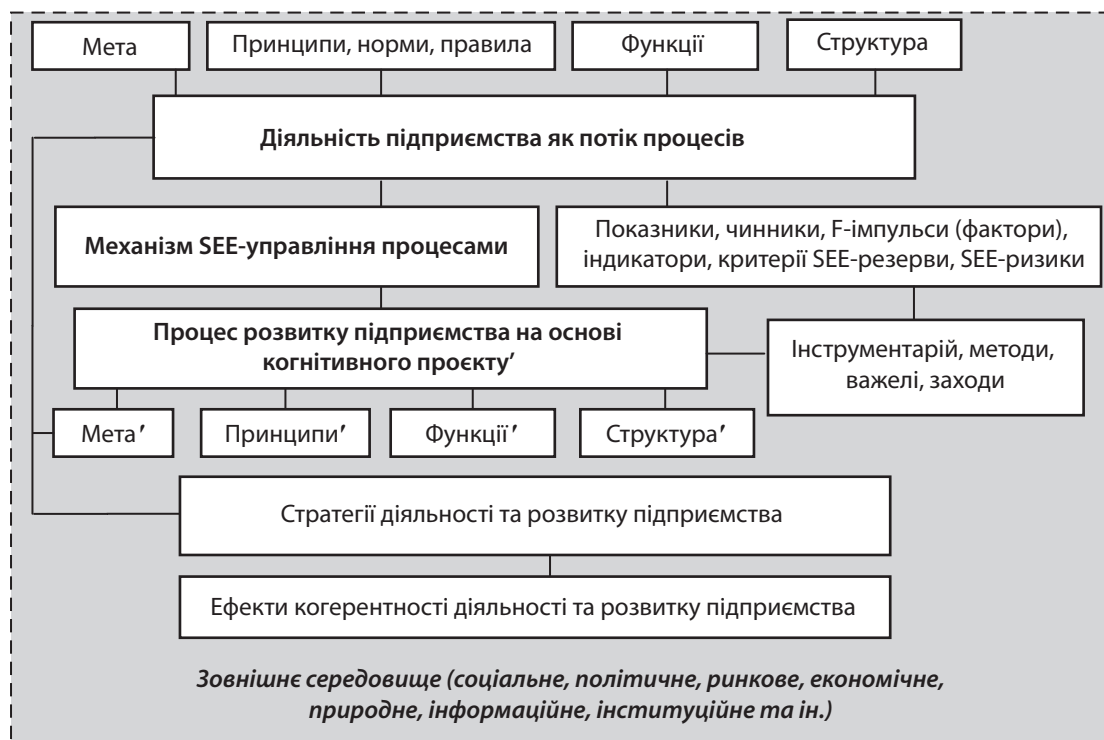 Мета
Принципи, норми, правила
Функції
Структура
Діяльність підприємства як потік процесів
Механізм SEE-управління процесами
Показники, чинники, F-імпульси (фактори),
індикатори, критерії SEE-резерви, SEE-ризики
Процес розвитку підприємства на основі
когнітивного проєкту′
Інструментарій, методи,
важелі, заходи
Мета′
Принципи′
Функції′
Структура′
Стратегії діяльності та розвитку підприємства
Ефекти когерентності діяльності та розвитку підприємства
Зовнішнє середовище (соціальне, політичне, ринкове, економічне,
природне, інформаційне, інституційне та ін.)